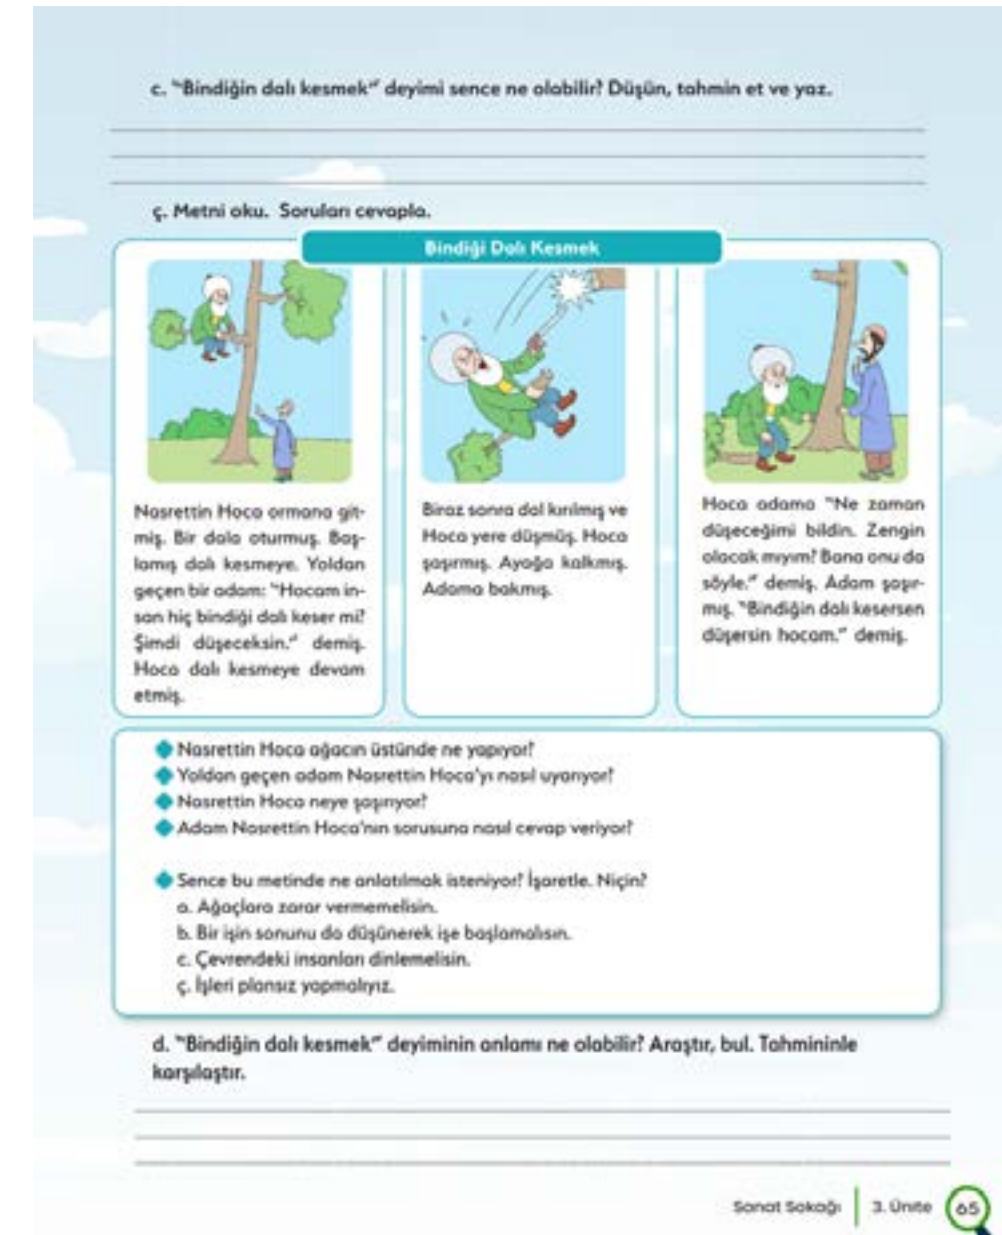 c. "Bindiğin dalı kesmek" deyimi sence ne olabilir? Düşün, tahmin et ve yaz.
ç. Metni oku. Soruları cevapla.
Bindiği Dalı Kesmek
Nasrettin Hoca ormana git-
miş. Bir dala oturmuş. Baş-
lamış dalı kesmeye. Yoldan
geçen bir adam: "Hocam in-
san hiç bindiği dalı keser mi?
Şimdi düşeceksin." demiş.
Hoca dalı kesmeye devam
etmiş.
Biraz sonra dal kırılmış ve
Hoca yere düşmüş. Hoca
şaşırmış. Ayağa kalkmış.
Adama bakmış.
Hoca adama "Ne zaman
düşeceğimi bildin. Zengin
olacak mıyım? Bana onu da
söyle." demiş. Adam şaşır-
mış. "Bindiğin dalı kesersen
düşersin hocam." demiş.
Nasrettin Hoca ağacın üstünde ne yapıyor?
Yoldan geçen adam Nasrettin Hoca'yı nasıl uyarıyor?
Nasrettin Hoca neye şaşırıyor?
Adam Nasrettin Hoca'nın sorusuna nasıl cevap veriyor?
Sence bu metinde ne anlatılmak isteniyor? İşaretle. Niçin?
a. Ağaçlara zarar vermemelisin.
b. Bir işin sonunu da düşünerek işe başlamalısın.
c. Çevrendeki insanları dinlemelisin.
ç. İşleri plansız yapmalıyız.
d. "Bindiğin dalı kesmek" deyiminin anlamı ne olabilir? Araştır, bul. Tahmininle
karşılaştır.
Sanat Sokağı 3. Ünite 65